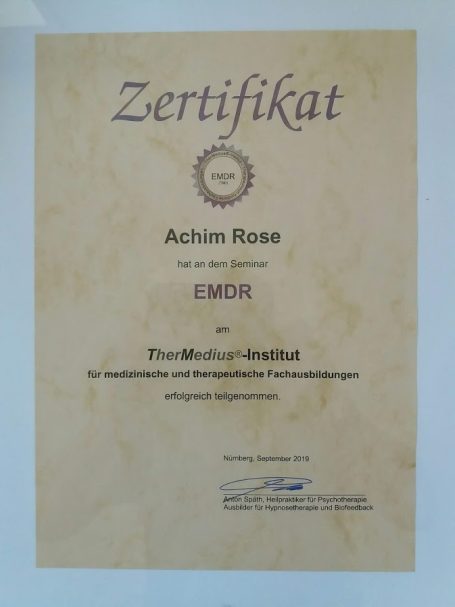 Zertifikat
EMDR
Achim Rose
hat an dem Seminar
EMDR
am
TherMedius®-Institut
für medizinische und therapeutische Fachausbildungen
erfolgreich teilgenommen.
Nürnberg, September 2019
Anton Späth, Heilpraktiker für Psychotherapie
Ausbilder für Hypnosetherapie und Biofeedback